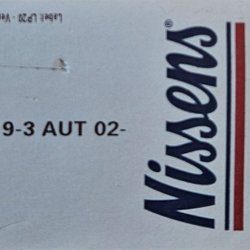 Label: LP20 - Ve
9-3 AUT 02-
Nissens®